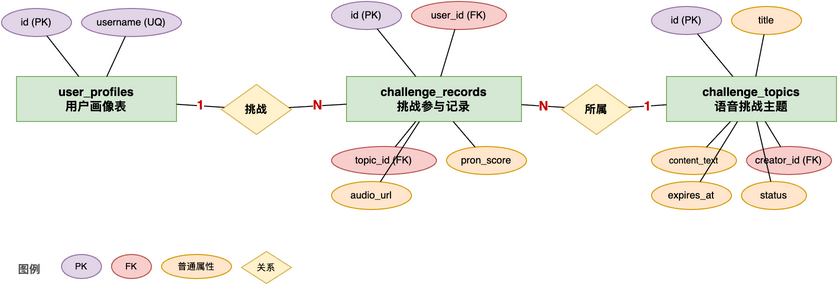 id (PK)
username (UQ)
id (PK)
user_id (FK)
id (PK)
title
user_profiles
用户画像表
1
挑战
N
challenge_records
挑战参与记录
N
所属
1
challenge_topics
语音挑战主题
topic_id (FK)
pron_score
content_text
creator_id (FK)
audio_url
expires_at
status
图例
PK
FK
普通属性
关系